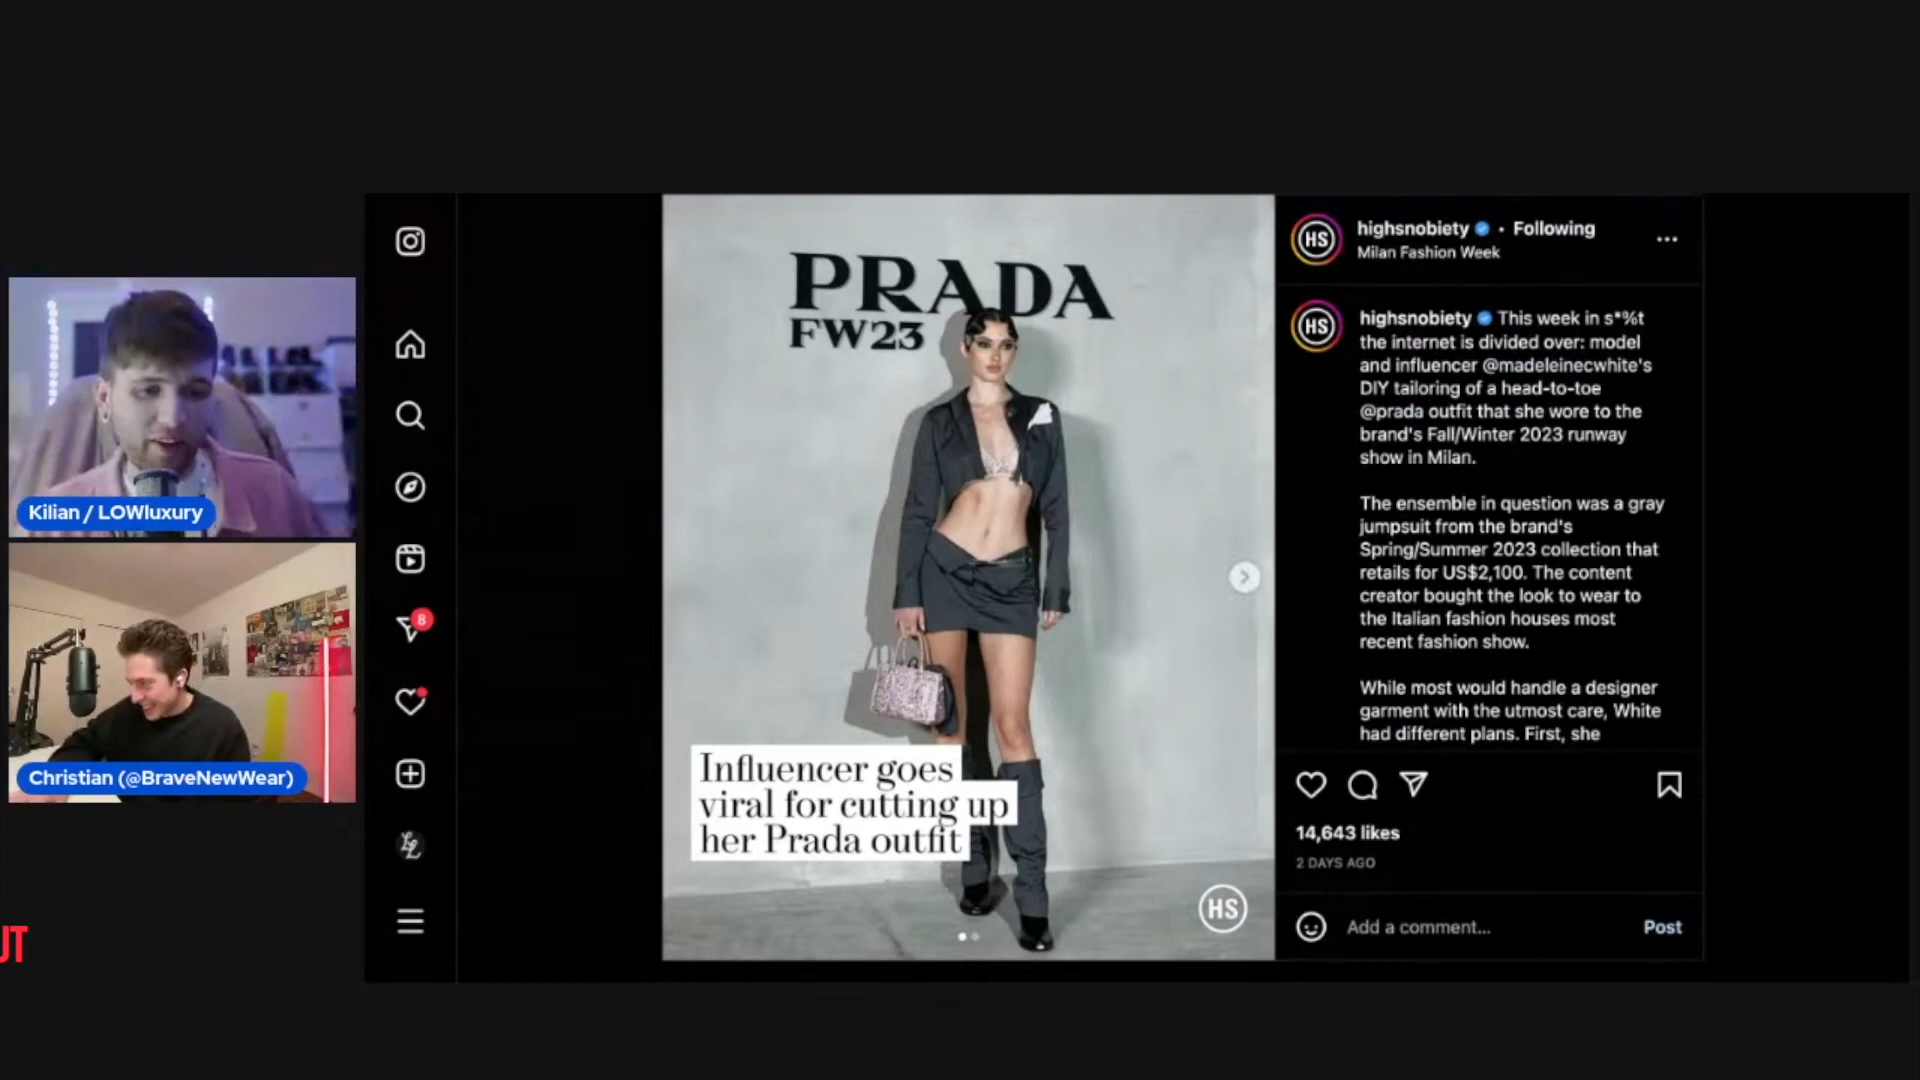 Kilian / LOWluxury
Christian (@BraveNewWear)
UT
8
PRADA
FW23
Influencer goes
viral for cutting up
her Prada outfit
HS
HS
highsnobiety • Following
Milan Fashion Week
...
HS
highsnobiety This week in s*%t
the internet is divided over: model
and influencer @madeleinecwhite's
DIY tailoring of a head-to-toe
@prada outfit that she wore to the
brand's Fall/Winter 2023 runway
show in Milan.
The ensemble in question was a gray
jumpsuit from the brand's
Spring/Summer 2023 collection that
retails for US$2,100. The content
creator bought the look to wear to
the Italian fashion houses most
recent fashion show.
While most would handle a designer
garment with the utmost care, White
had different plans. First, she
14,643 likes
2 DAYS AGO
Add a comment...
Post